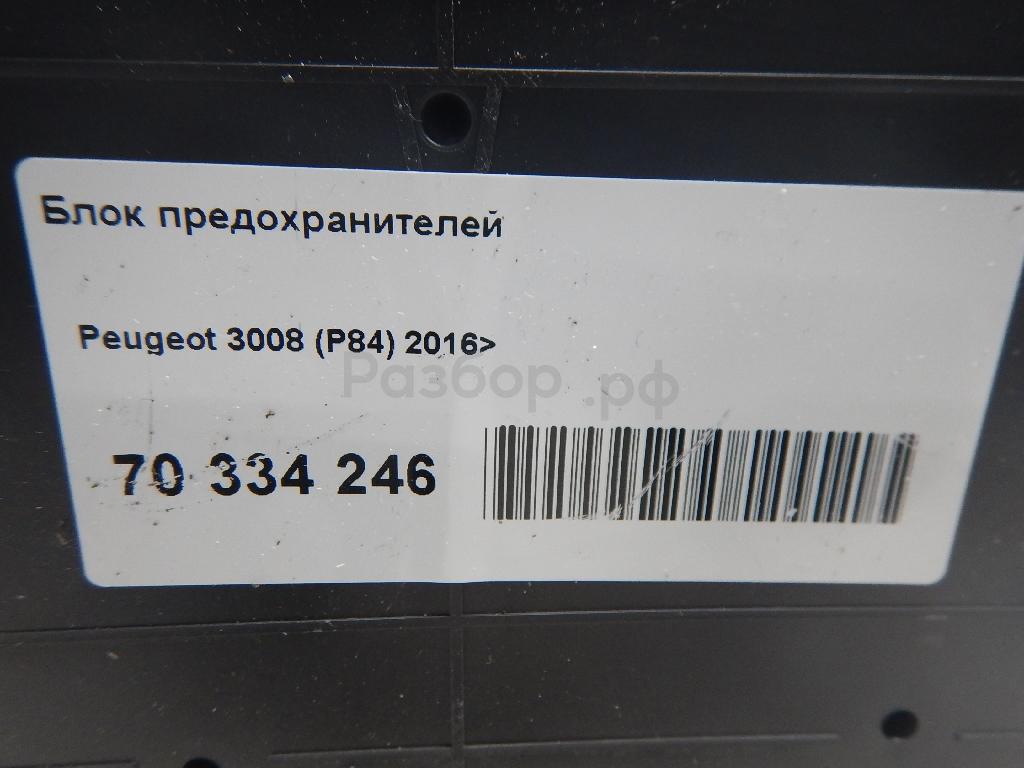 Блок предохранителей
Peugeot 3008 (P84) 2016>
Разбор.рф
70 334 246